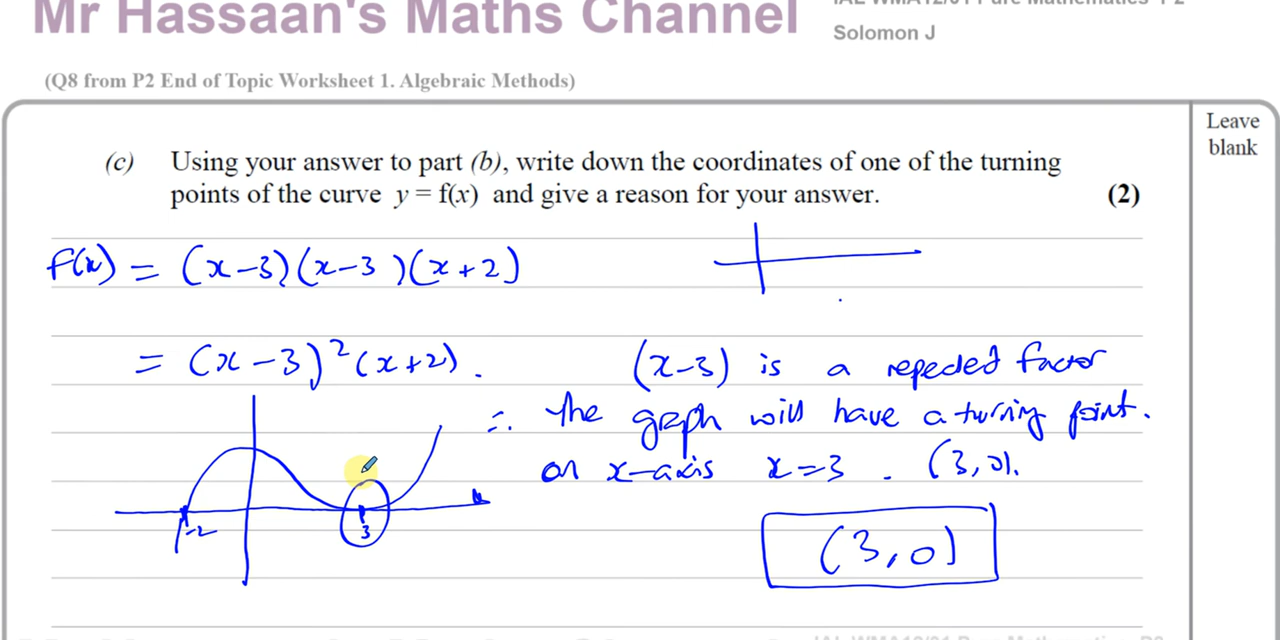 Mr Hassaan's Maths Channel
Solomon J
(Q8 from P2 End of Topic Worksheet 1. Algebraic Methods)
Leave
blank
(c) Using your answer to part (b), write down the coordinates of one of the turning
points of the curve y = f(x) and give a reason for your answer. (2)
f(x) = (x-3)(x-3)(x+2)
= (x-3)²(x+2).
(x-3) is a repeated factor
∴ the graph will have a turning point.
on x-axis x=3. (3,0).
-2
3
(3,0)